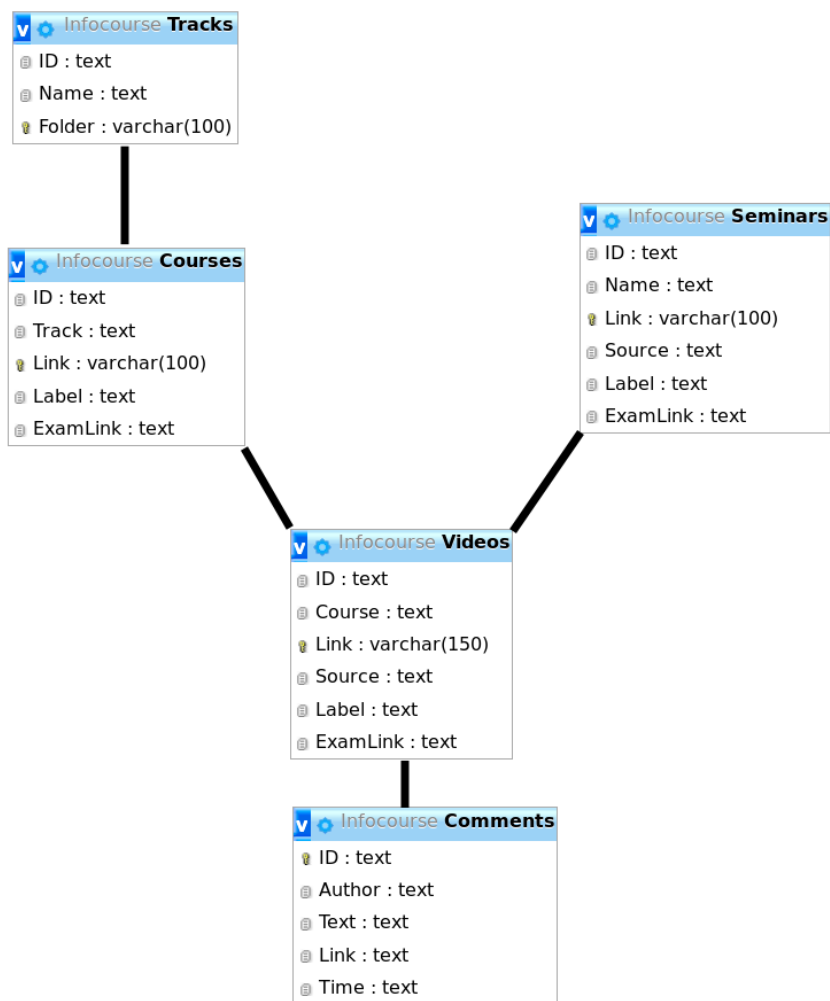 v Infocourse Tracks
ID : text
Name : text
Folder : varchar(100)
v Infocourse Seminars
ID : text
Name : text
Link : varchar(100)
Source : text
Label : text
ExamLink : text
v Infocourse Courses
ID : text
Track : text
Link : varchar(100)
Label : text
ExamLink : text
v Infocourse Videos
ID : text
Course : text
Link : varchar(150)
Source : text
Label : text
ExamLink : text
v Infocourse Comments
ID : text
Author : text
Text : text
Link : text
Time : text